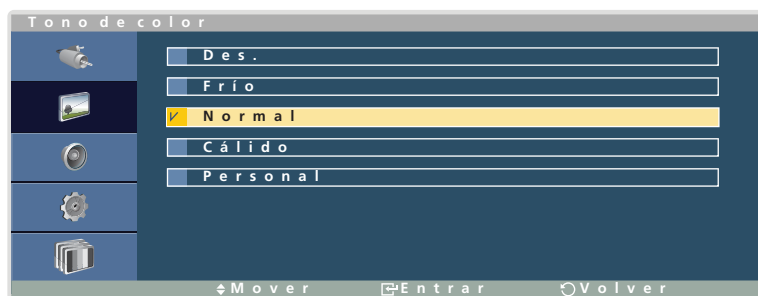 Tono de color
Des.
Frío
Normal
Cálido
Personal
Mover Entrar Volver